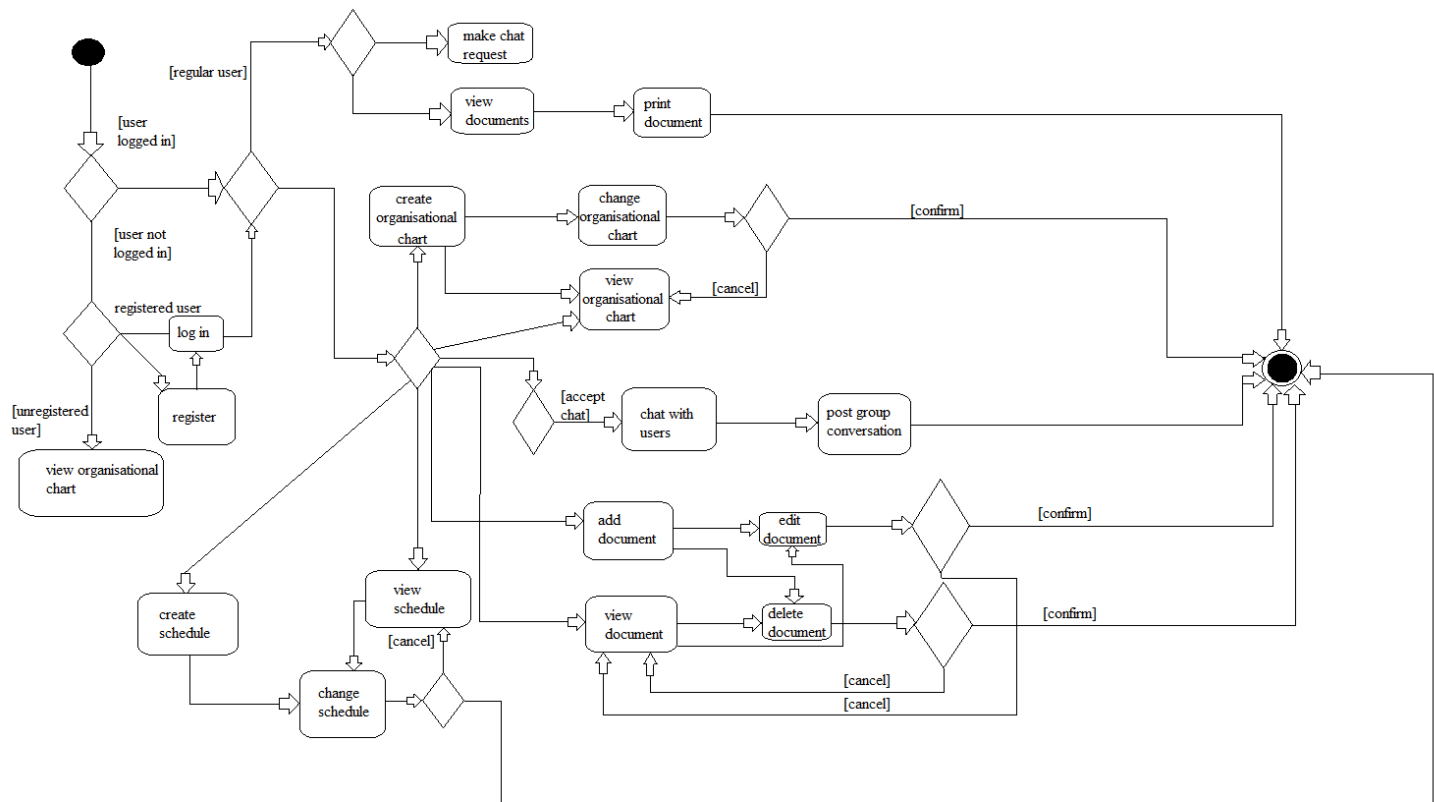 make chat
request
[regular user]
view
documents
print
document
[user
logged in]
create
organisational
chart
change
organisational
chart
[confirm]
[user not
logged in]
view
organisational
chart
[cancel]
registered user
log in
[accept
chat]
chat with
users
post group
conversation
[unregistered
user]
register
view organisational
chart
add
document
edit
document
[confirm]
view
schedule
create
schedule
[cancel]
view
document
delete
document
[confirm]
change
schedule
[cancel]
[cancel]